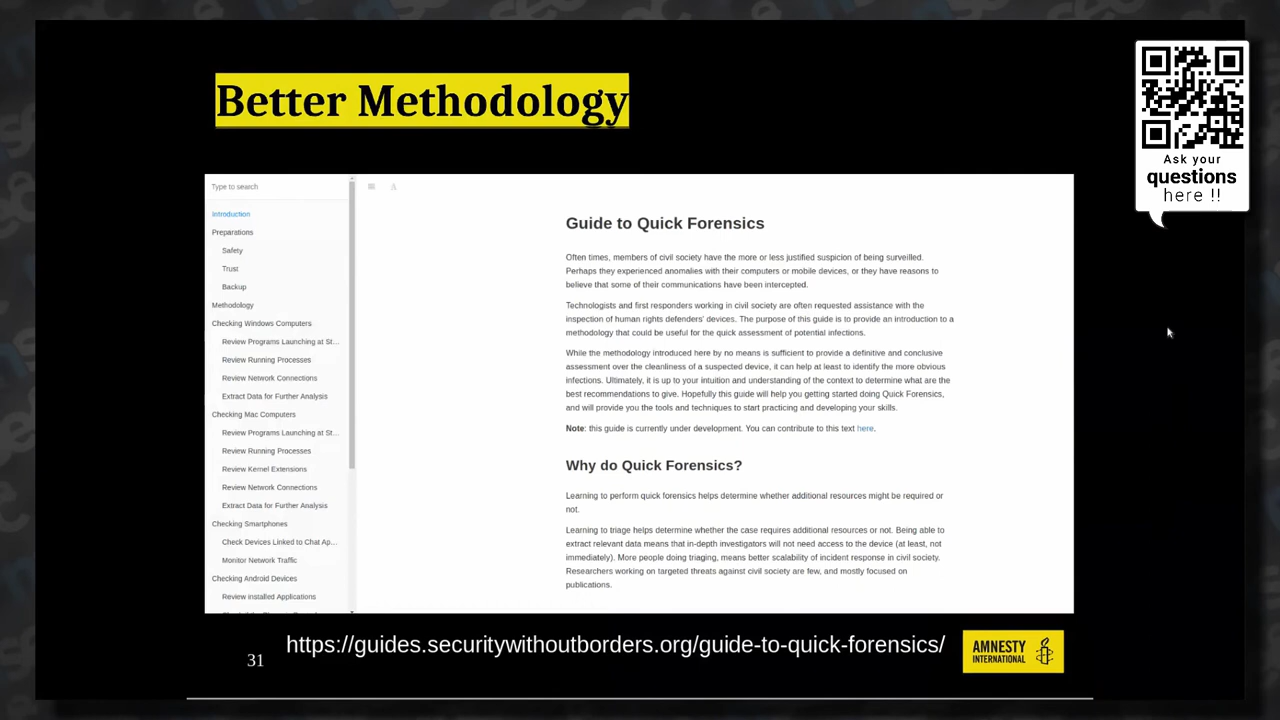 Better Methodology
Ask your
questions
here !!
Type to search
Introduction
Preparations
Safety
Trust
Backup
Methodology
Checking Windows Computers
Review Programs Launching at St...
Review Running Processes
Review Network Connections
Extract Data for Further Analysis
Checking Mac Computers
Review Programs Launching at St...
Review Running Processes
Review Kernel Extensions
Review Network Connections
Extract Data for Further Analysis
Checking Smartphones
Check Devices Linked to Chat Ap...
Monitor Network Traffic
Checking Android Devices
Review installed Applications
A
Guide to Quick Forensics
Often times, members of civil society have the more or less justified suspicion of being surveilled.
Perhaps they experienced anomalies with their computers or mobile devices, or they have reasons to
believe that some of their communications have been intercepted.
Technologists and first responders working in civil society are often requested assistance with the
inspection of human rights defenders' devices. The purpose of this guide is to provide an introduction to a
methodology that could be useful for the quick assessment of potential infections.
While the methodology introduced here by no means is sufficient to provide a definitive and conclusive
assessment over the cleanliness of a suspected device, it can help at least to identify the more obvious
infections. Ultimately, it is up to your intuition and understanding of the context to determine what are the
best recommendations to give. Hopefully this guide will help you getting started doing Quick Forensics,
and will provide you the tools and techniques to start practicing and developing your skills.
Note: this guide is currently under development. You can contribute to this text here.
Why do Quick Forensics?
Learning to perform quick forensics helps determine whether additional resources might be required or
not.
Learning to triage helps determine whether the case requires additional resources or not. Being able to
extract relevant data means that in-depth investigators will not need access to the device (at least, not
immediately). More people doing triaging, means better scalability of incident response in civil society.
Researchers working on targeted threats against civil society are few, and mostly focused on
publications.
31
https://guides.securitywithoutborders.org/guide-to-quick-forensics/
AMNESTY
INTERNATIONAL